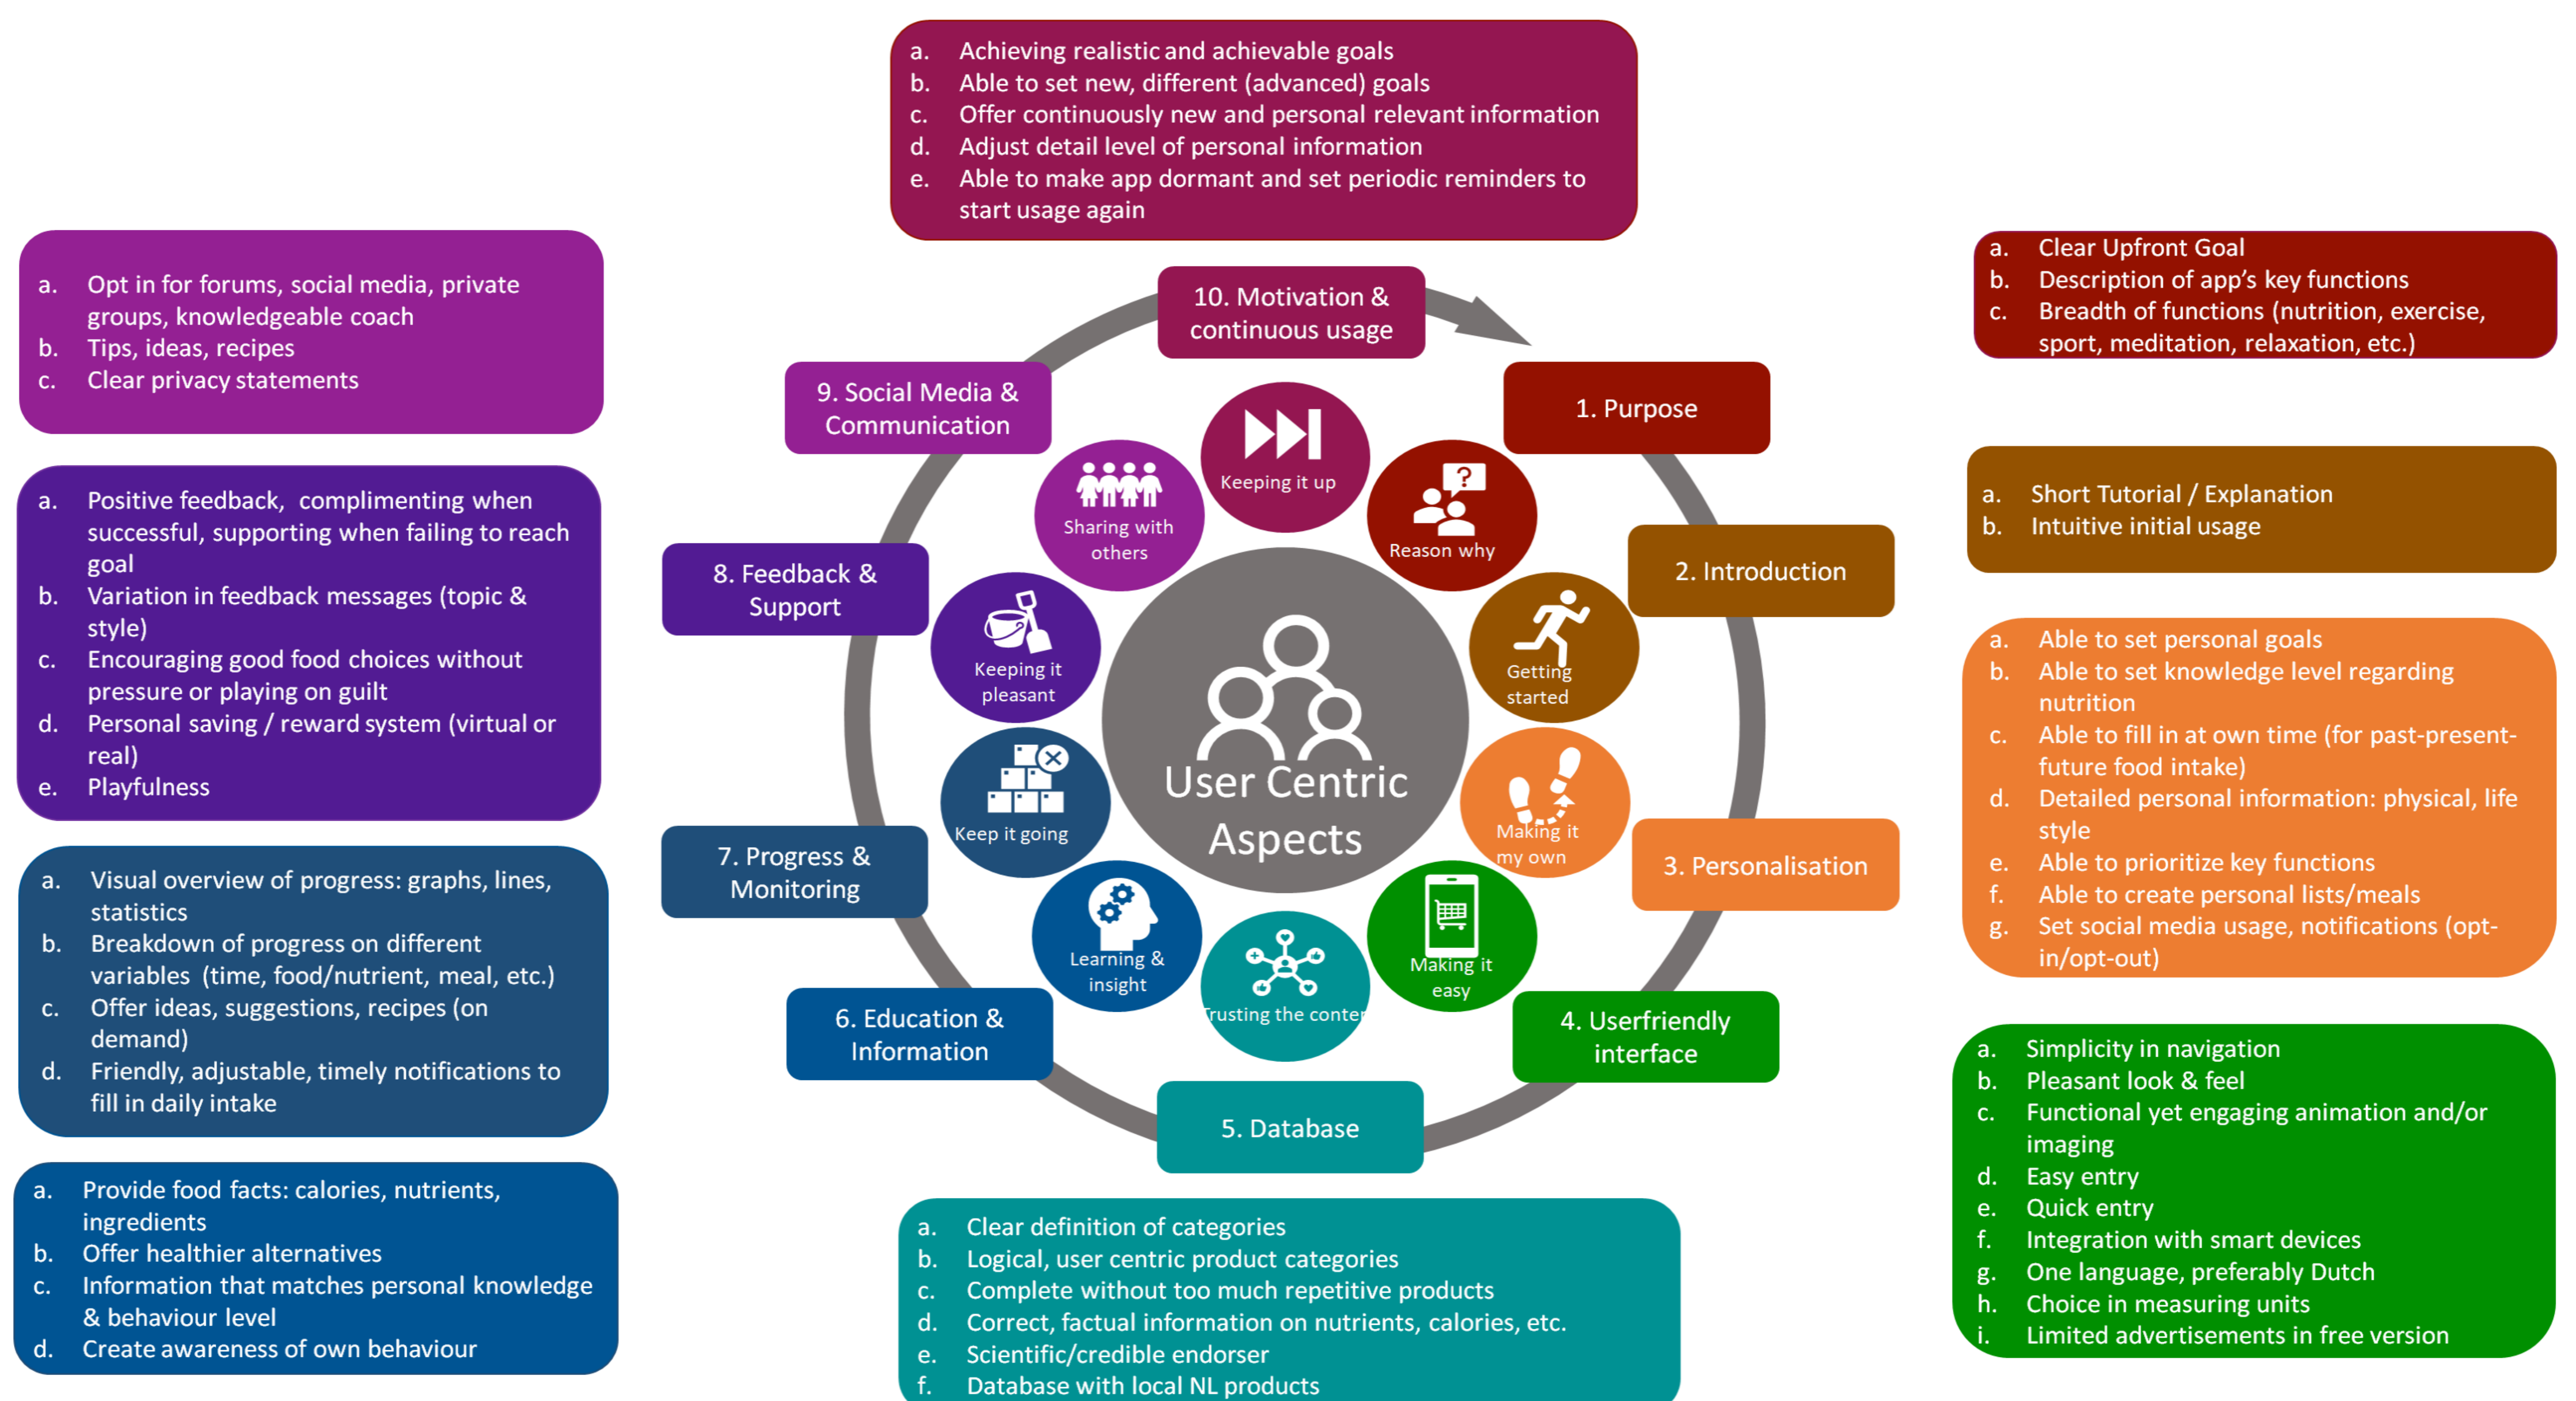 a. Achieving realistic and achievable goals
b. Able to set new, different (advanced) goals
c. Offer continuously new and personal relevant information
d. Adjust detail level of personal information
e. Able to make app dormant and set periodic reminders to
start usage again
a. Opt in for forums, social media, private
groups, knowledgeable coach
b. Tips, ideas, recipes
c. Clear privacy statements
a. Positive feedback, complimenting when
successful, supporting when failing to reach
goal
b. Variation in feedback messages (topic &
style)
c. Encouraging good food choices without
pressure or playing on guilt
d. Personal saving / reward system (virtual or
real)
e. Playfulness
a. Visual overview of progress: graphs, lines,
statistics
b. Breakdown of progress on different
variables (time, food/nutrient, meal, etc.)
c. Offer ideas, suggestions, recipes (on
demand)
d. Friendly, adjustable, timely notifications to
fill in daily intake
a. Provide food facts: calories, nutrients,
ingredients
b. Offer healthier alternatives
c. Information that matches personal knowledge
& behaviour level
d. Create awareness of own behaviour
10. Motivation &
continuous usage
9. Social Media &
Communication
1. Purpose
8. Feedback &
Support
2. Introduction
7. Progress &
Monitoring
3. Personalisation
6. Education &
Information
4. Userfriendly
interface
5. Database
Keeping it up
Sharing with
others
?
Reason why
Keeping it
pleasant
Getting
started
Keep it going
Making it
my own
Learning &
insight
Making it
easy
Trusting the conter
User Centric
Aspects
a. Clear definition of categories
b. Logical, user centric product categories
c. Complete without too much repetitive products
d. Correct, factual information on nutrients, calories, etc.
e. Scientific/credible endorser
f. Database with local NL products
a. Clear Upfront Goal
b. Description of app's key functions
c. Breadth of functions (nutrition, exercise,
sport, meditation, relaxation, etc.)
a. Short Tutorial / Explanation
b. Intuitive initial usage
a. Able to set personal goals
b. Able to set knowledge level regarding
nutrition
c. Able to fill in at own time (for past-present-
future food intake)
d. Detailed personal information: physical, life
style
e. Able to prioritize key functions
f. Able to create personal lists/meals
g. Set social media usage, notifications (opt-
in/opt-out)
a. Simplicity in navigation
b. Pleasant look & feel
c. Functional yet engaging animation and/or
imaging
d. Easy entry
e. Quick entry
f. Integration with smart devices
g. One language, preferably Dutch
h. Choice in measuring units
i. Limited advertisements in free version